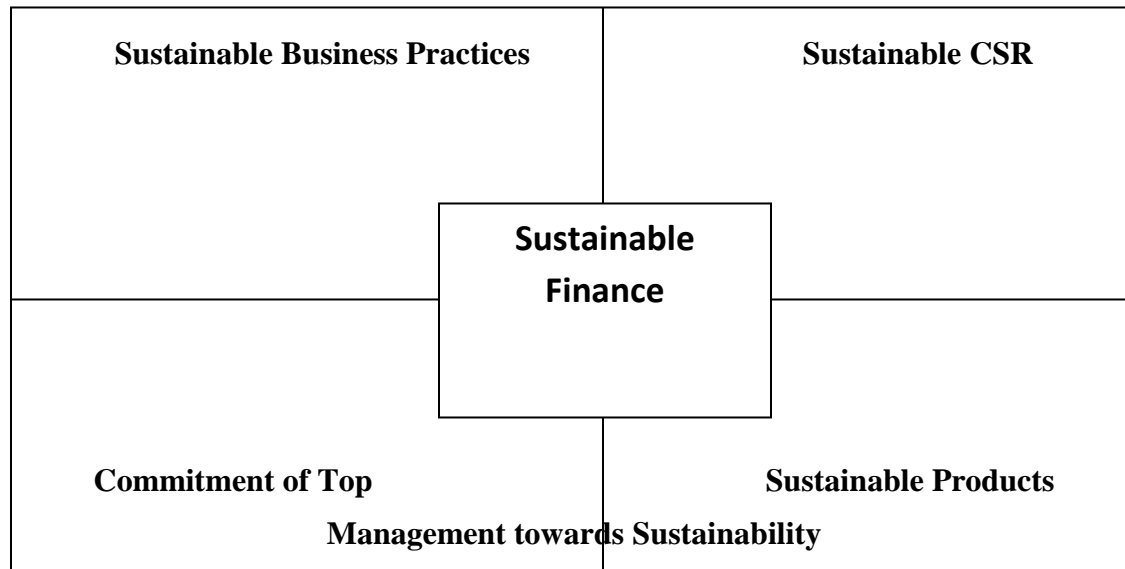 Sustainable Business Practices
Sustainable CSR
Sustainable
Finance
Commitment of Top
Sustainable Products
Management towards Sustainability